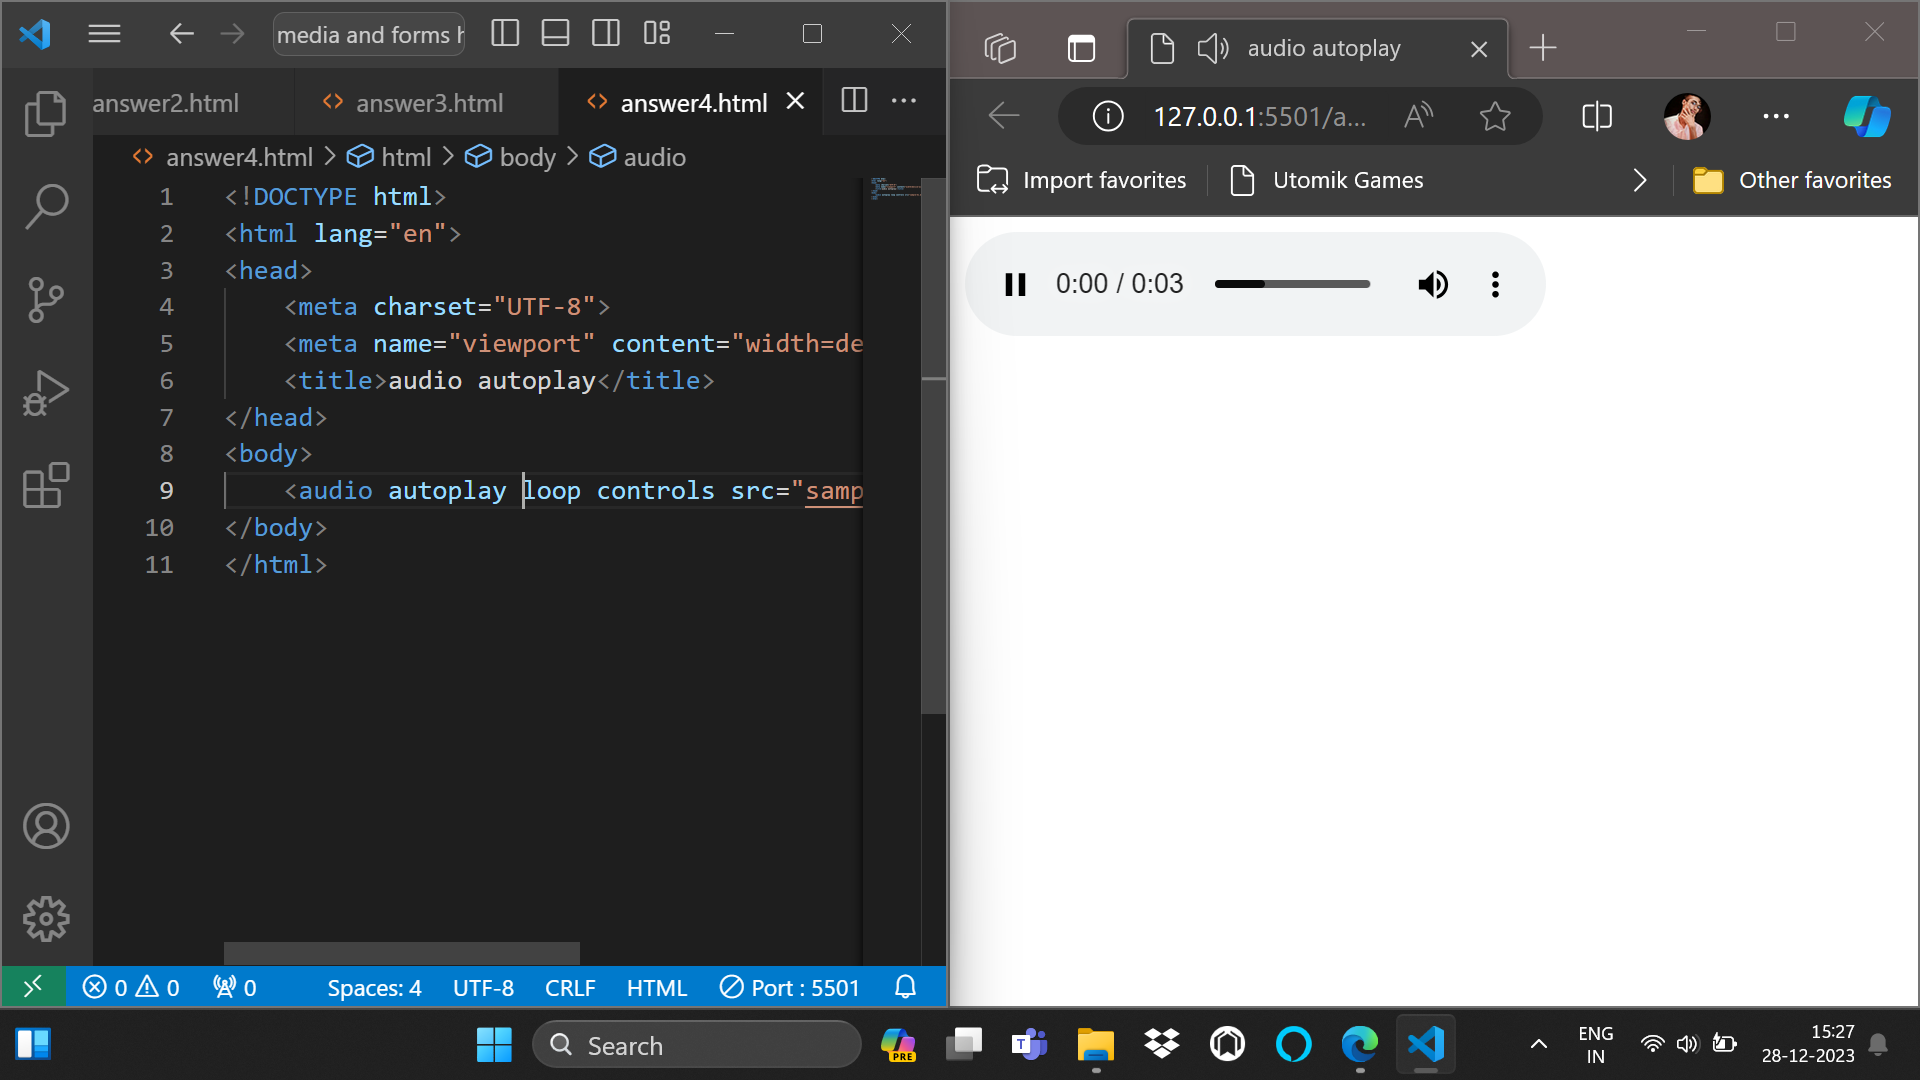 media and forms h
answer2.html
answer3.html
answer4.html
answer4.html > html > body > audio
1 <!DOCTYPE html>
2 <html lang="en">
3 <head>
4 <meta charset="UTF-8">
5 <meta name="viewport" content="width=de
6 <title>audio autoplay</title>
7 </head>
8 <body>
9 <audio autoplay loop controls src="samp
10 </body>
11 </html>
0 0 0 Spaces: 4 UTF-8 CRLF HTML Port : 5501
audio autoplay
127.0.0.1:5501/a...
Import favorites
Utomik Games
Other favorites
0:00 / 0:03
Search
PRE
T
ENG
IN
15:27
28-12-2023